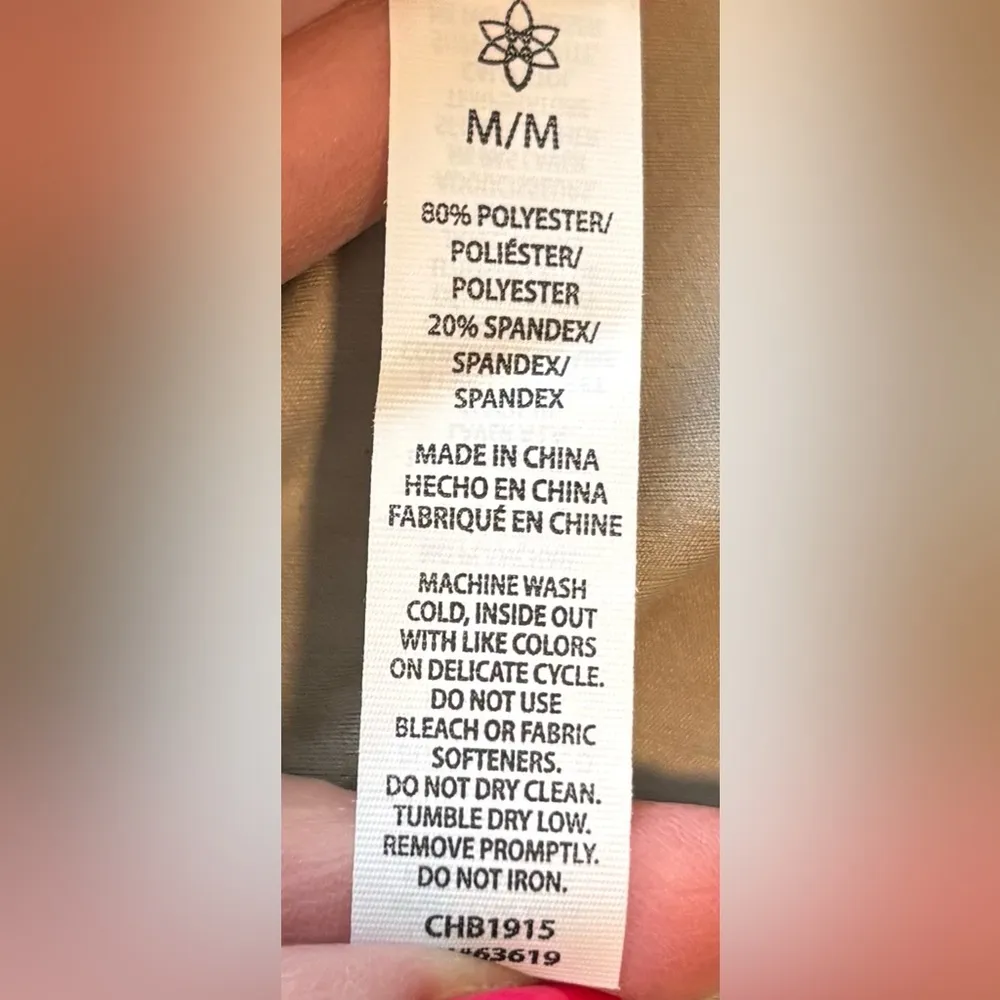 M/M
80% POLYESTER/
POLIÉSTER/
POLYESTER
20% SPANDEX/
SPANDEX/
SPANDEX
MADE IN CHINA
HECHO EN CHINA
FABRIQUÉ EN CHINE
MACHINE WASH
COLD, INSIDE OUT
WITH LIKE COLORS
ON DELICATE CYCLE.
DO NOT USE
BLEACH OR FABRIC
SOFTENERS.
DO NOT DRY CLEAN.
TUMBLE DRY LOW.
REMOVE PROMPTLY.
DO NOT IRON.
CHB1915
#63619